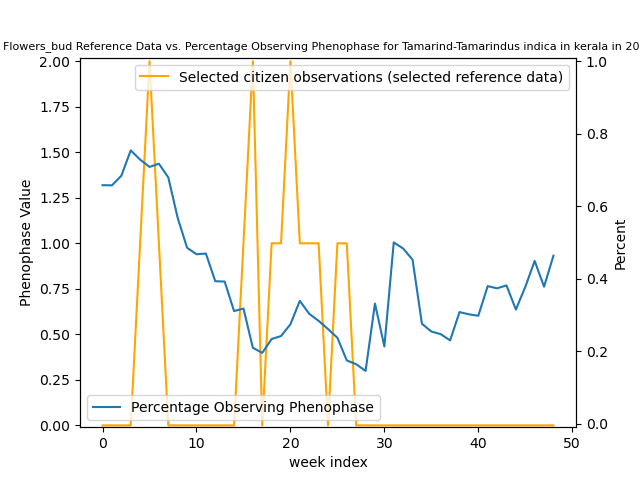 Flowers_bud Reference Data vs. Percentage Observing Phenophase for Tamarind-Tamarindus indica in kerala in 20
Selected citizen observations (selected reference data)
Percentage Observing Phenophase
Phenophase Value
2.00
1.75
1.50
1.25
1.00
0.75
0.50
0.25
0.00
1.0
0.8
0.6
0.4
0.2
0.0
Percent
0 10 20 30 40 50
week index